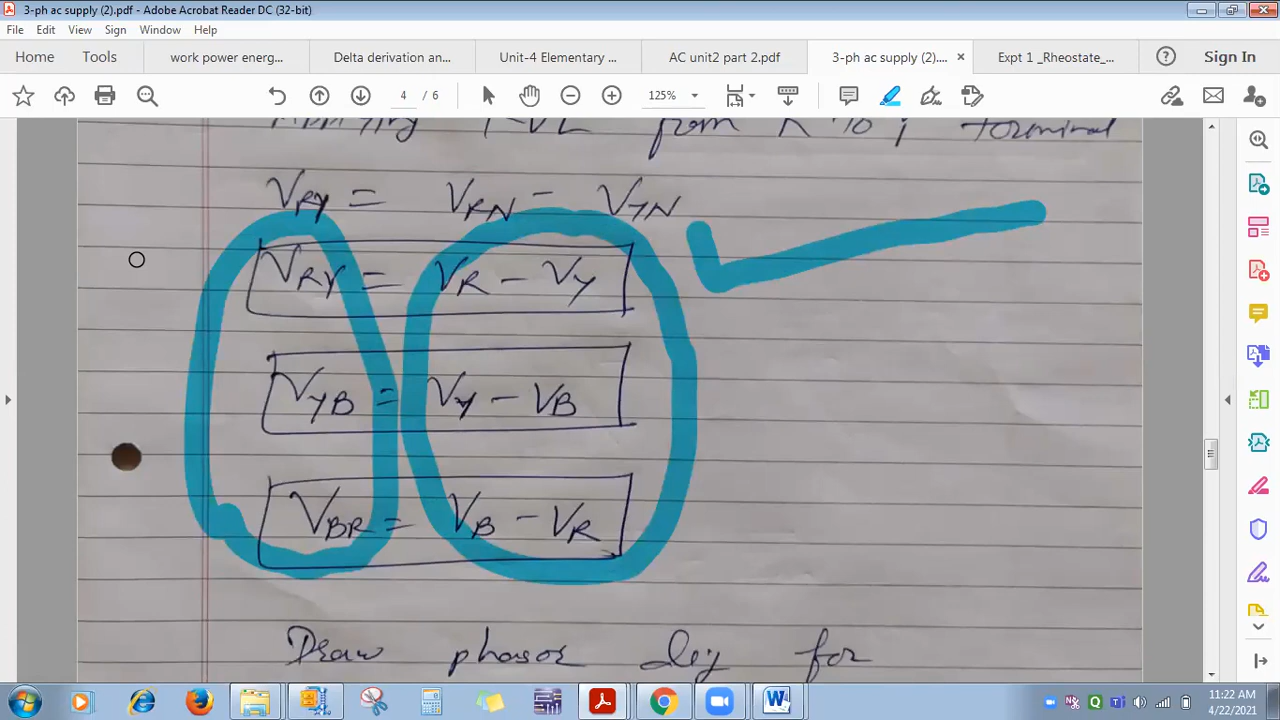 3-ph ac supply (2).pdf - Adobe Acrobat Reader DC (32-bit)
File Edit View Sign Window Help
Home Tools work power energ... Delta derivation an... Unit-4 Elementary ... AC unit2 part 2.pdf 3-ph ac supply (2).... × Expt 1 _Rheostate_... Sign In
4 / 6 125%
Applying KVL from R to ; terminal
VRY = VRN - VYN
VRY = VR - VY
VYB = VY - VB
VBR = VB - VR
Draw phasor dig for
11:22 AM
4/22/2021